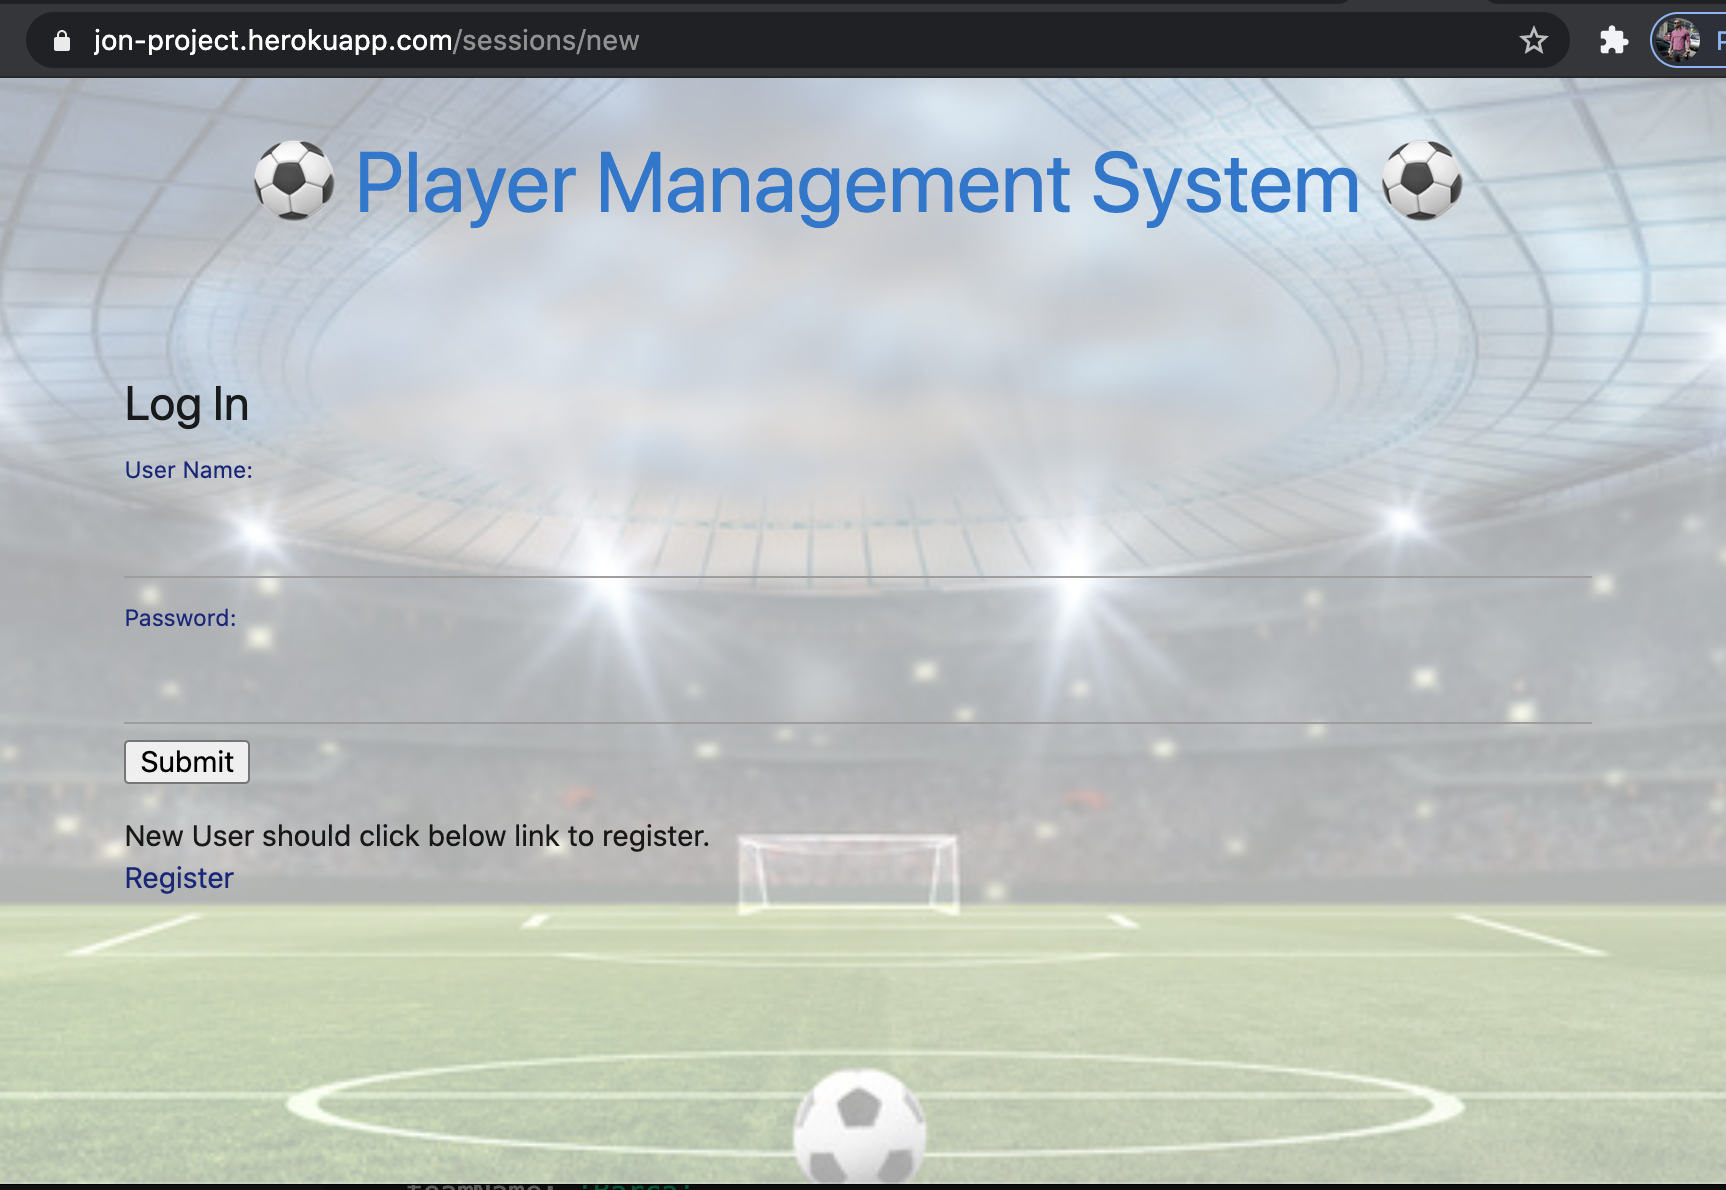 jon-project.herokuapp.com/sessions/new
Player Management System
Log In
User Name:
Password:
Submit
New User should click below link to register.
Register